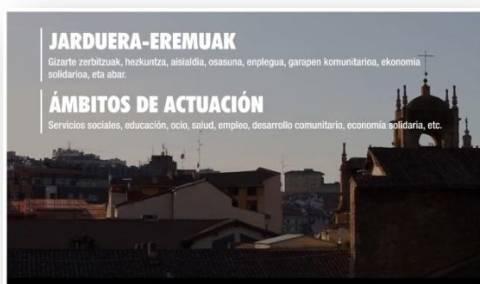 JARDUERA-EREMUAK
Gizarte zerbitzuak, hezkuntza, aisialdia, osasuna, enplegua, garapen komunitarioa, ekonomia
solidarioa, eta abar.
ÁMBITOS DE ACTUACIÓN
Servicios sociales, educación, ocio, salud, empleo, desarrollo comunitario, economía solidaria, etc.